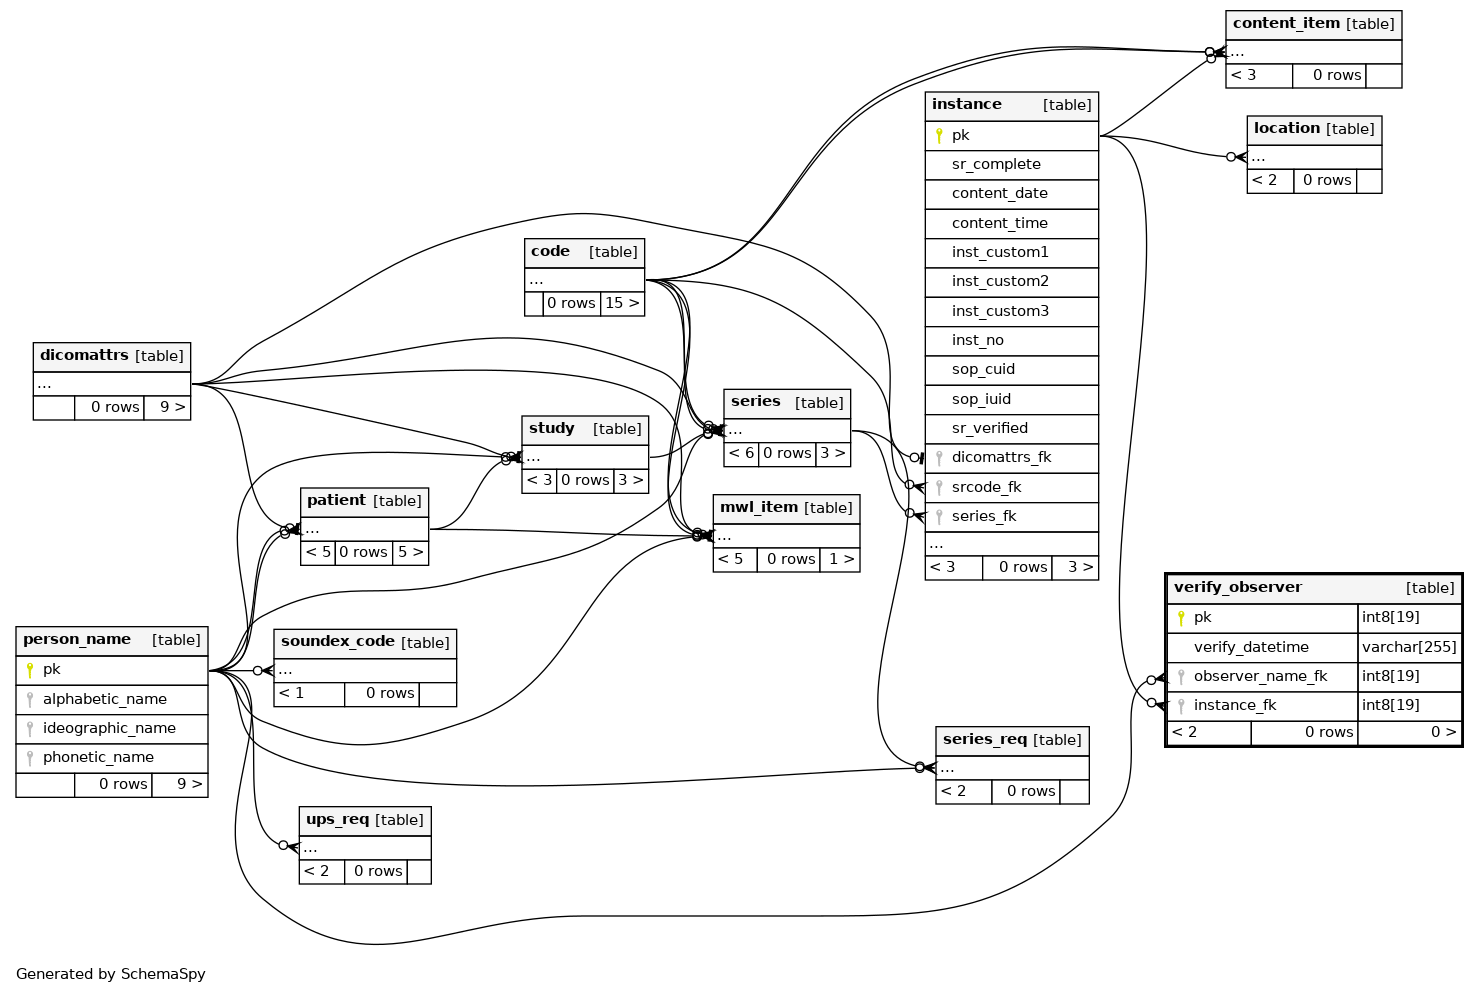 content_item [table]
...
< 3 0 rows
instance [table]
pk
sr_complete
content_date
content_time
inst_custom1
inst_custom2
inst_custom3
inst_no
sop_cuid
sop_iuid
sr_verified
dicomattrs_fk
srcode_fk
series_fk
...
< 3 0 rows 3 >
location [table]
...
< 2 0 rows
code [table]
...
0 rows 15 >
dicomattrs [table]
...
0 rows 9 >
series [table]
...
< 6 0 rows 3 >
study [table]
...
< 3 0 rows 3 >
patient [table]
...
< 5 0 rows 5 >
mwl_item [table]
...
< 5 0 rows 1 >
verify_observer [table]
pk int8[19]
verify_datetime varchar[255]
observer_name_fk int8[19]
instance_fk int8[19]
< 2 0 rows 0 >
person_name [table]
pk
alphabetic_name
ideographic_name
phonetic_name
0 rows 9 >
soundex_code [table]
...
< 1 0 rows
series_req [table]
...
< 2 0 rows
ups_req [table]
...
< 2 0 rows
Generated by SchemaSpy